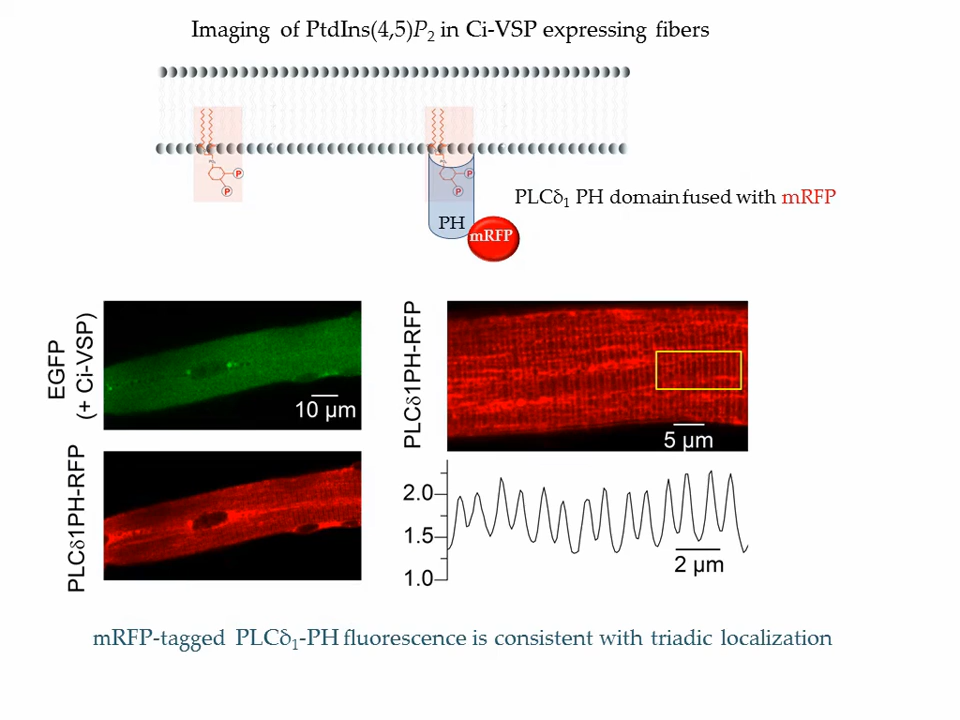 Imaging of PtdIns(4,5)P2 in Ci-VSP expressing fibers
P
P
P
P
PLCδ1 PH domain fused with mRFP
PH
mRFP
EGFP
(+ Ci-VSP)
10 µm
PLCδ1PH-RFP
5 µm
PLCδ1PH-RFP
2.0
1.5
1.0
2 µm
mRFP-tagged PLCδ1-PH fluorescence is consistent with triadic localization